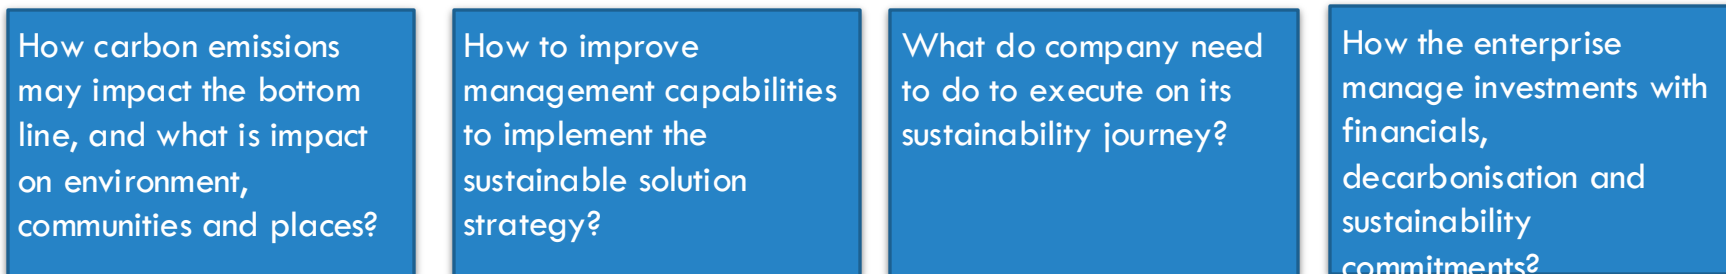 How carbon emissions
may impact the bottom
line, and what is impact
on environment,
communities and places?
How to improve
management capabilities
to implement the
sustainable solution
strategy?
What do company need
to do to execute on its
sustainability journey?
How the enterprise
manage investments with
financials,
decarbonisation and
sustainability
commitments?